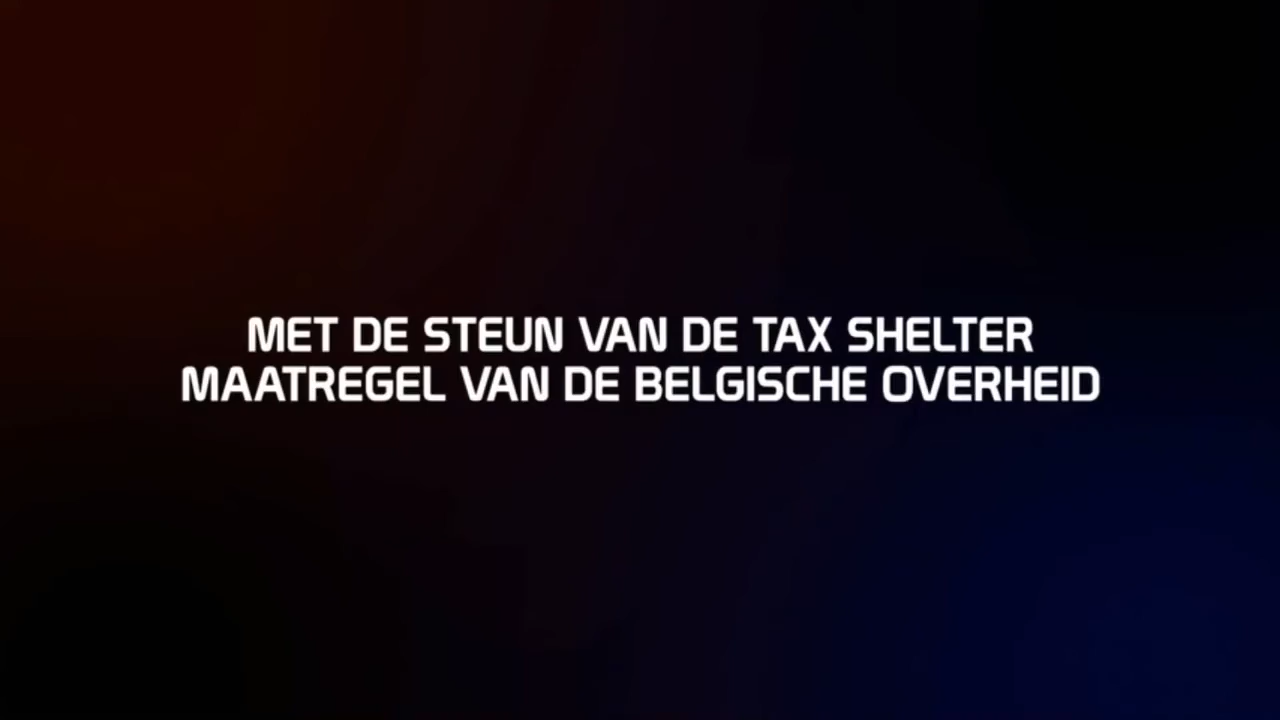 MET DE STEUN VAN DE TAX SHELTER
MAATREGEL VAN DE BELGISCHE OVERHEID